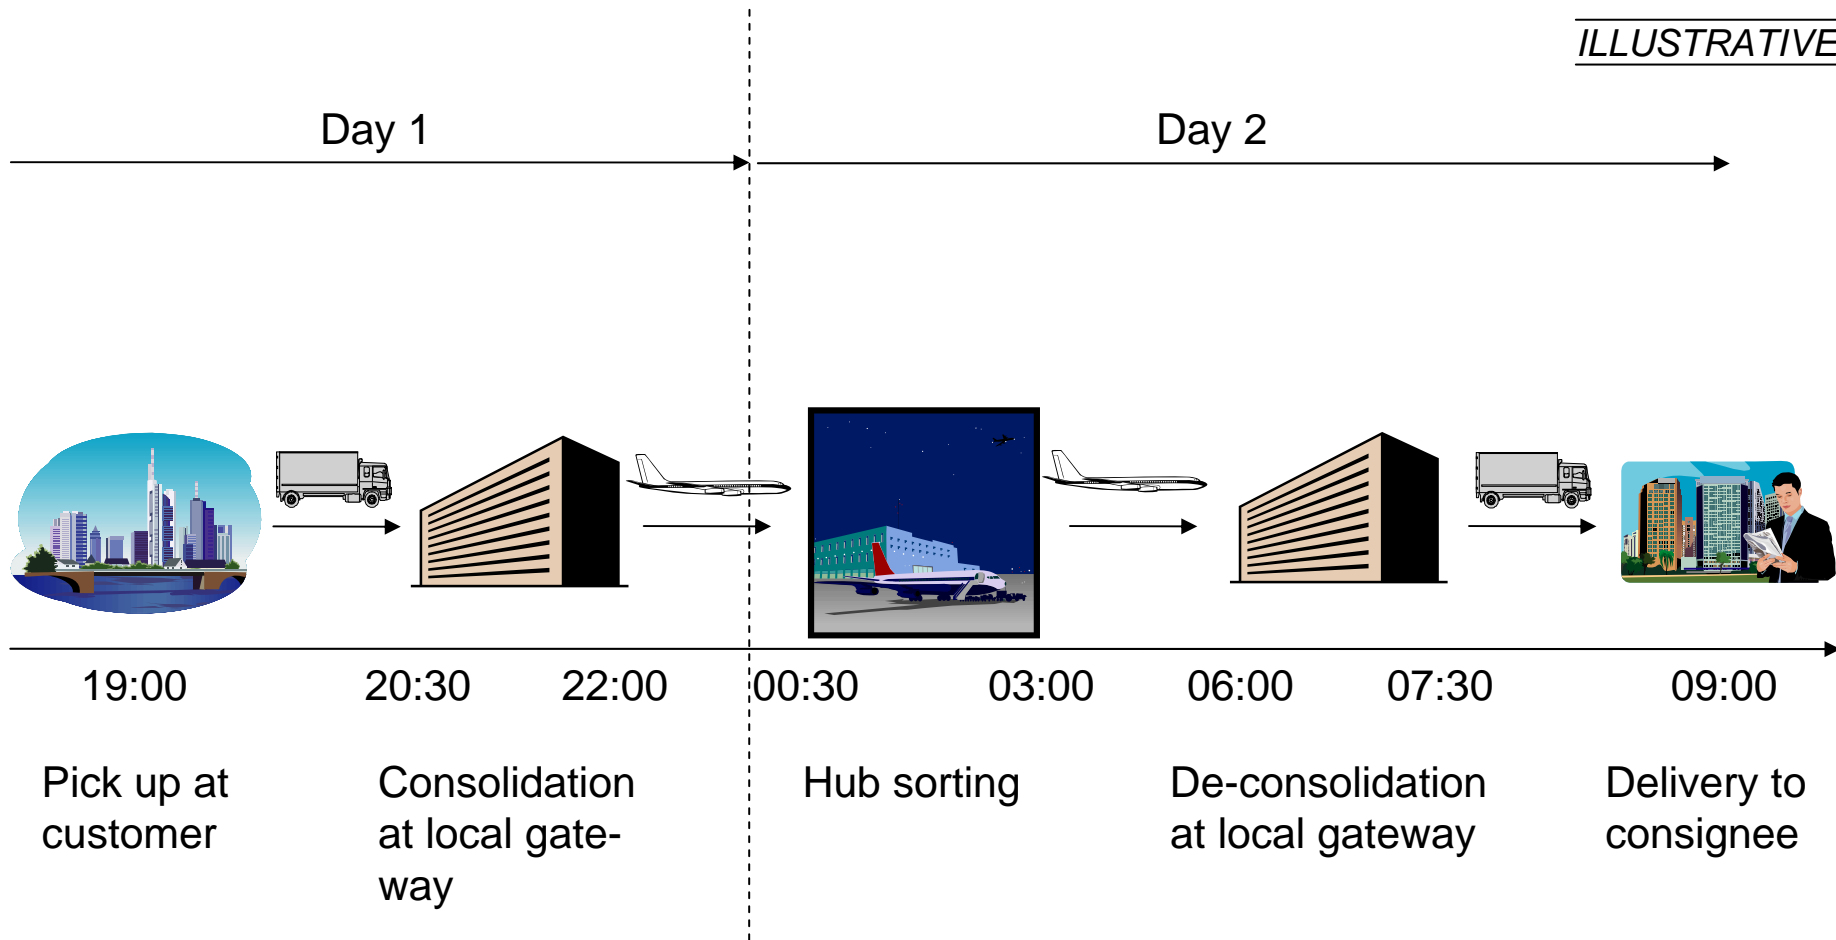 ILLUSTRATIVE
Day 1
Day 2
19:00
20:30
22:00
00:30
03:00
06:00
07:30
09:00
Pick up at
customer
Consolidation
at local gate-
way
Hub sorting
De-consolidation
at local gateway
Delivery to
consignee